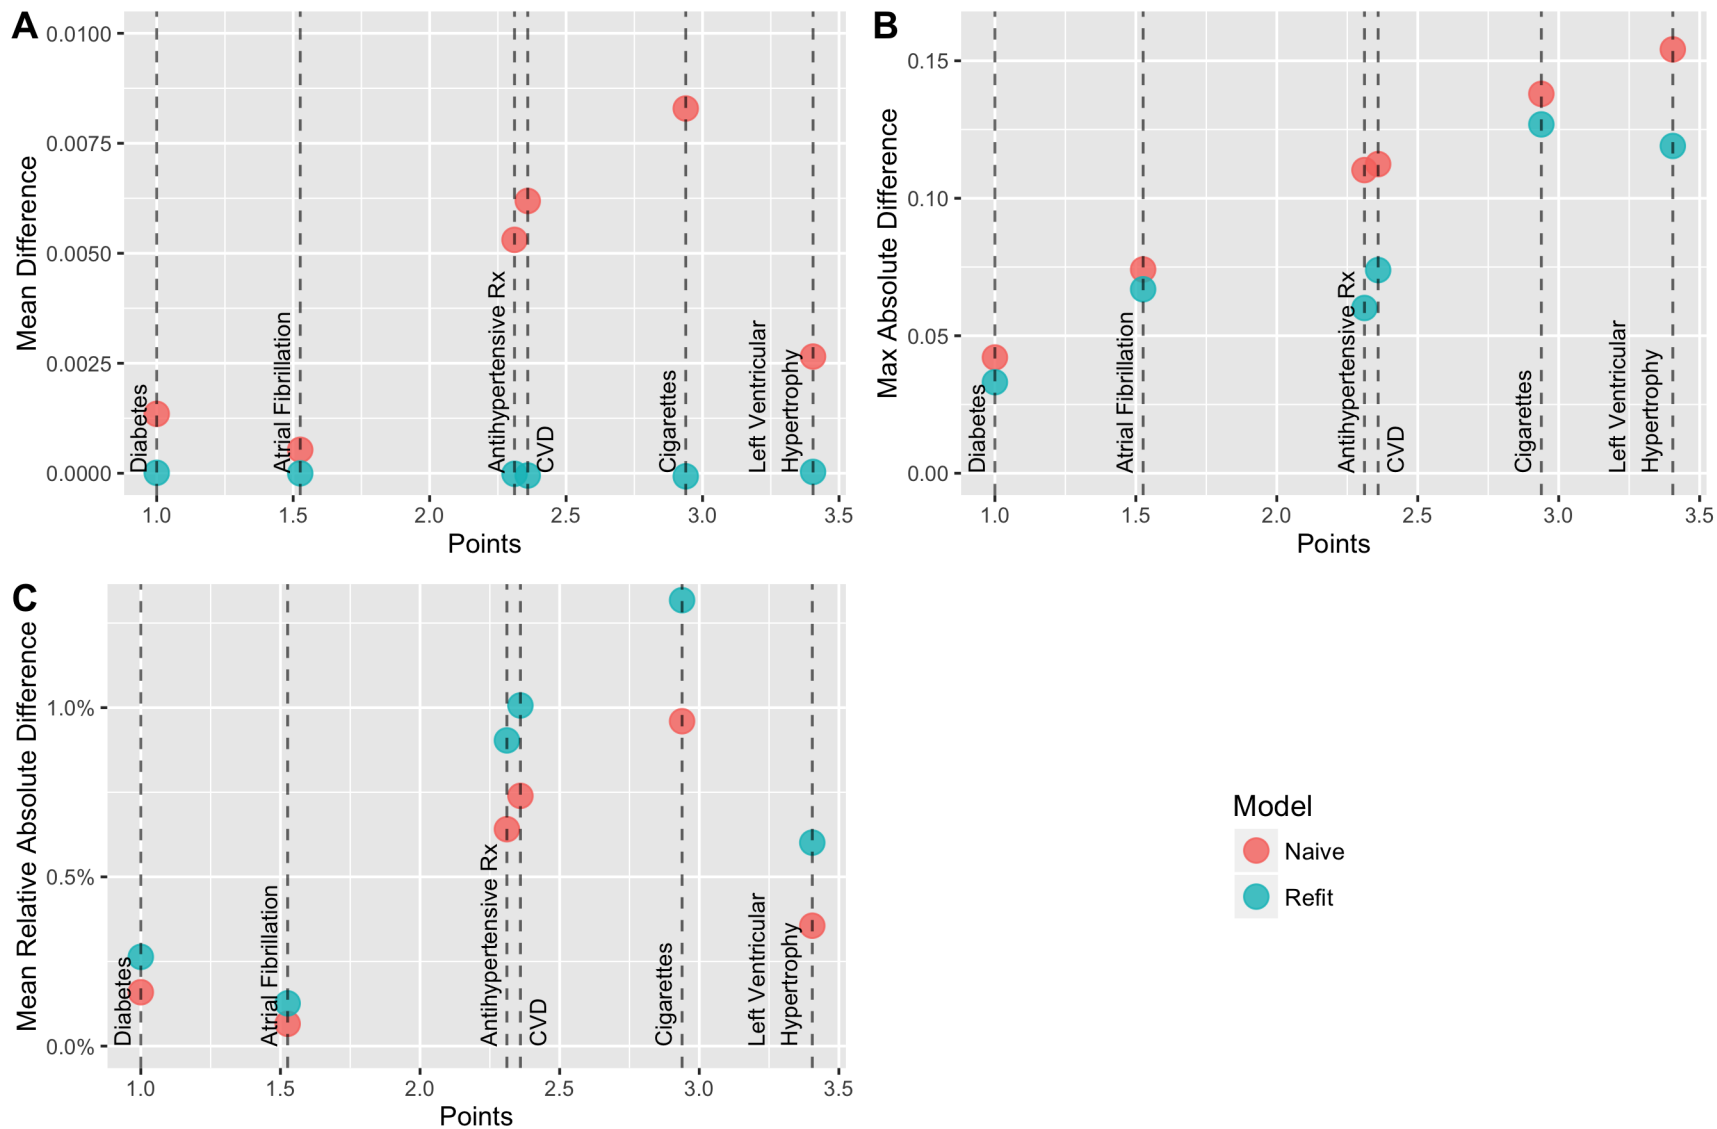 A
Mean Difference
0.0100
0.0075
0.0050
0.0025
0.0000
Diabetes
Atrial Fibrillation
Antihypertensive Rx
CVD
Cigarettes
Left Ventricular
Hypertrophy
1.0
1.5
2.0
2.5
3.0
3.5
Points
B
Max Absolute Difference
0.15
0.10
0.05
0.00
Diabetes
Atrial Fibrillation
Antihypertensive Rx
CVD
Cigarettes
Left Ventricular
Hypertrophy
1.0
1.5
2.0
2.5
3.0
3.5
Points
C
Mean Relative Absolute Difference
1.0%
0.5%
0.0%
Diabetes
Atrial Fibrillation
Antihypertensive Rx
CVD
Cigarettes
Left Ventricular
Hypertrophy
1.0
1.5
2.0
2.5
3.0
3.5
Points
Model
Naive
Refit